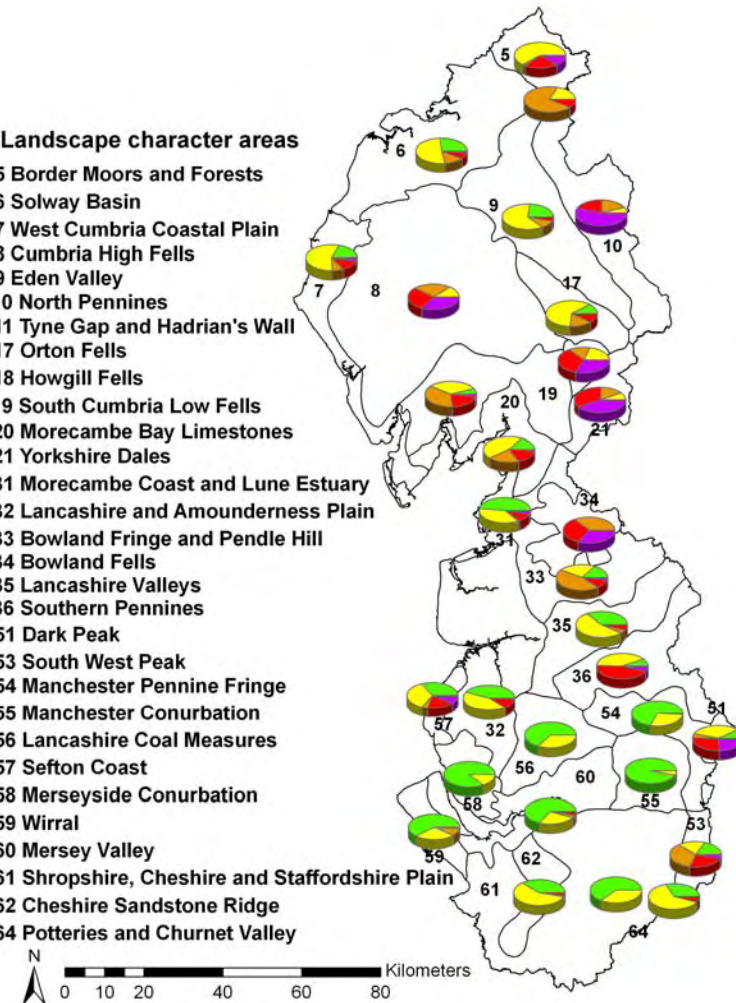 Landscape character areas
5 Border Moors and Forests
6 Solway Basin
7 West Cumbria Coastal Plain
8 Cumbria High Fells
9 Eden Valley
10 North Pennines
11 Tyne Gap and Hadrian's Wall
17 Orton Fells
18 Howgill Fells
19 South Cumbria Low Fells
20 Morecambe Bay Limestones
21 Yorkshire Dales
31 Morecambe Coast and Lune Estuary
32 Lancashire and Amounderness Plain
33 Bowland Fringe and Pendle Hill
34 Bowland Fells
35 Lancashire Valleys
36 Southern Pennines
51 Dark Peak
53 South West Peak
54 Manchester Pennine Fringe
55 Manchester Conurbation
56 Lancashire Coal Measures
57 Sefton Coast
58 Merseyside Conurbation
59 Wirral
60 Mersey Valley
61 Shropshire, Cheshire and Staffordshire Plain
62 Cheshire Sandstone Ridge
64 Potteries and Churnet Valley
N
Kilometers
0 10 20 40 60 80
5
6
9
10
7
8
17
19
20
21
34
31
33
35
36
51
54
57
32
56
60
55
58
53
59
62
61
64